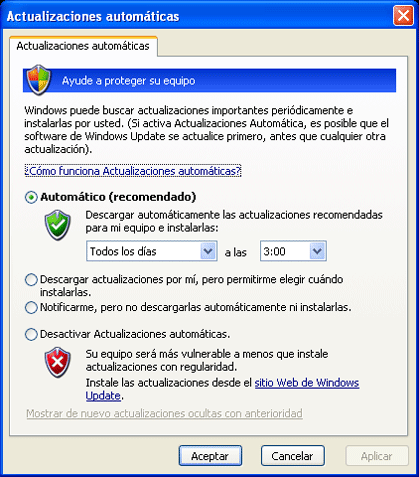 Actualizaciones automáticas
Actualizaciones automáticas
Ayude a proteger su equipo
Windows puede buscar actualizaciones importantes periódicamente e
instalarlas por usted. (Si activa Actualizaciones Automática, es posible que el
software de Windows Update se actualice primero, antes que cualquier otra
actualización).
¿Cómo funciona Actualizaciones automáticas?
Automático (recomendado)
Descargar automáticamente las actualizaciones recomendadas
para mi equipo e instalarlas:
Todos los días a las 3:00
Descargar actualizaciones por mí, pero permitirme elegir cuándo
instalarlas.
Notificarme, pero no descargarlas automáticamente ni instalarlas.
Desactivar Actualizaciones automáticas.
Su equipo será más vulnerable a menos que instale
actualizaciones con regularidad.
Instale las actualizaciones desde el sitio Web de Windows
Update.
Mostrar de nuevo actualizaciones ocultas con anterioridad
Aceptar Cancelar Aplicar